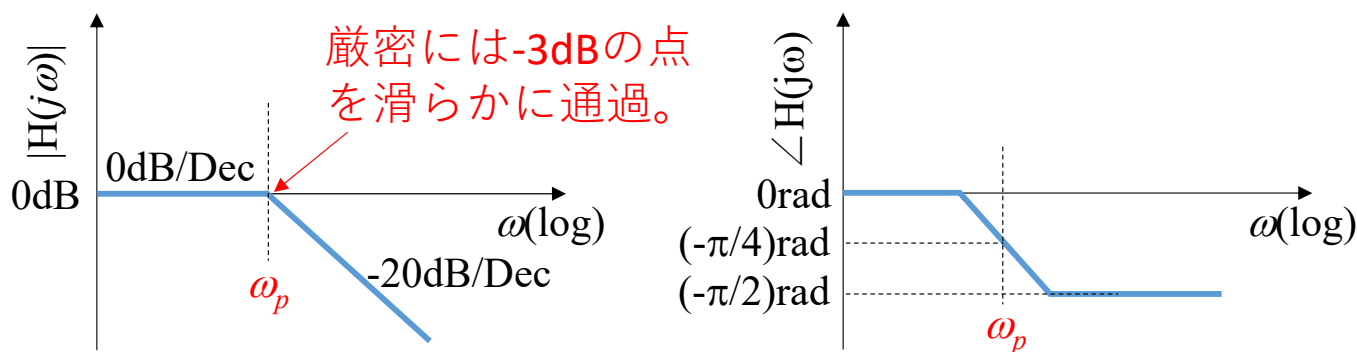 |H(jω)|
厳密には-3dBの点
を滑らかに通過。
0dB/Dec
0dB
ω(log)
-20dB/Dec
ωp
∠H(jω)
0rad
ω(log)
(-π/4)rad
(-π/2)rad
ωp